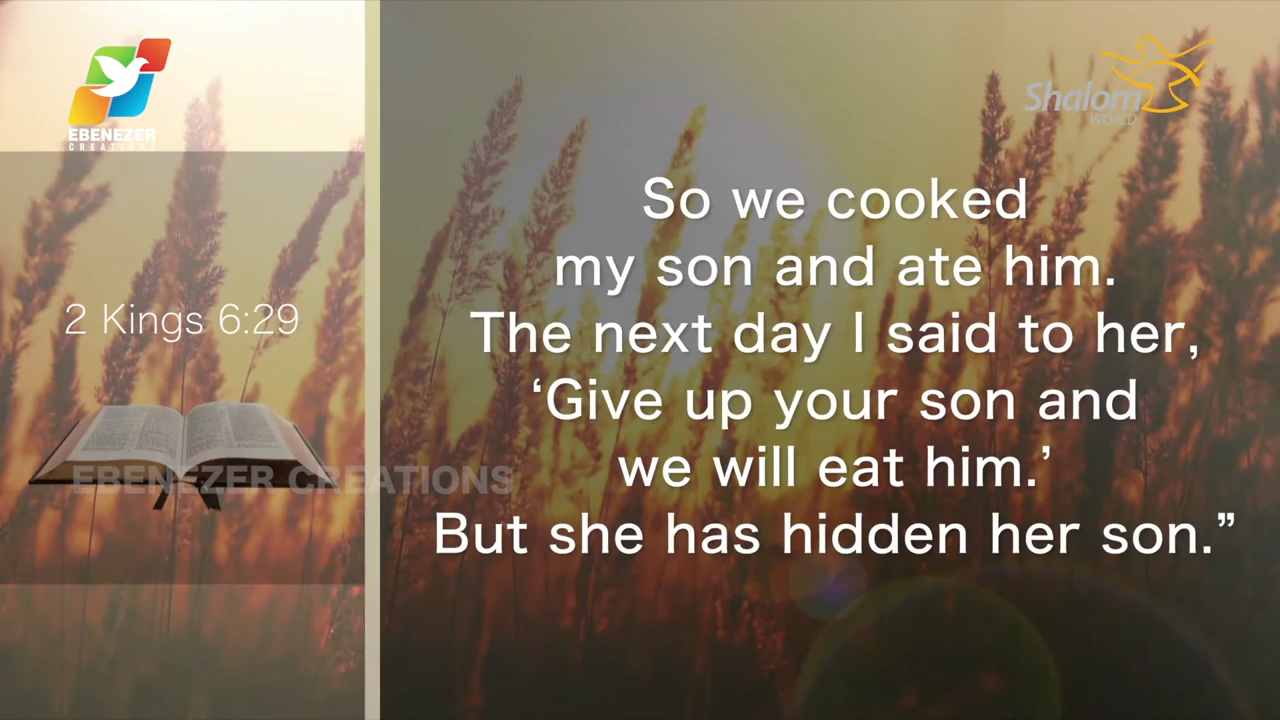 EBENEZER
CREATIONS
Shalom
WORLD
2 Kings 6:29
So we cooked
my son and ate him.
The next day I said to her,
‘Give up your son and
we will eat him.’
But she has hidden her son.”
EBENEZER CREATIONS